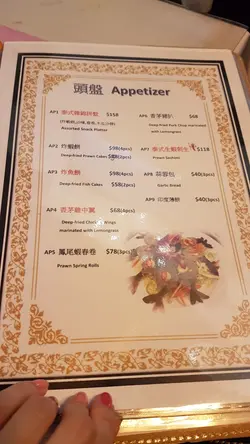 頭盤 Appetizer
AP1 泰式雜錦拼盤 $158
Assorted Snack Platter
AP2 炸蝦餅 $98(4pcs)
Deep-fried Prawn Cakes (2pcs)
AP3 炸魚餅 $98(4pcs)
Deep-fried Fish Cakes $58(2pcs)
AP4 香茅雞中翼 $68(4pcs)
Deep-fried Wings
marinated with Lemongrass
AP5 鳳尾蝦春卷 $78(3pcs)
Prawn Spring Rolls
AP6 香茅豬扒 $68
Deep-fried Pork Chop marinated
with Lemongrass
AP7 泰式生蝦刺生 $118
Prawn Sashimi
AP8 蒜蓉包 $40(3pcs)
Garlic Bread
AP9 印度薄餅 $40(2pcs)